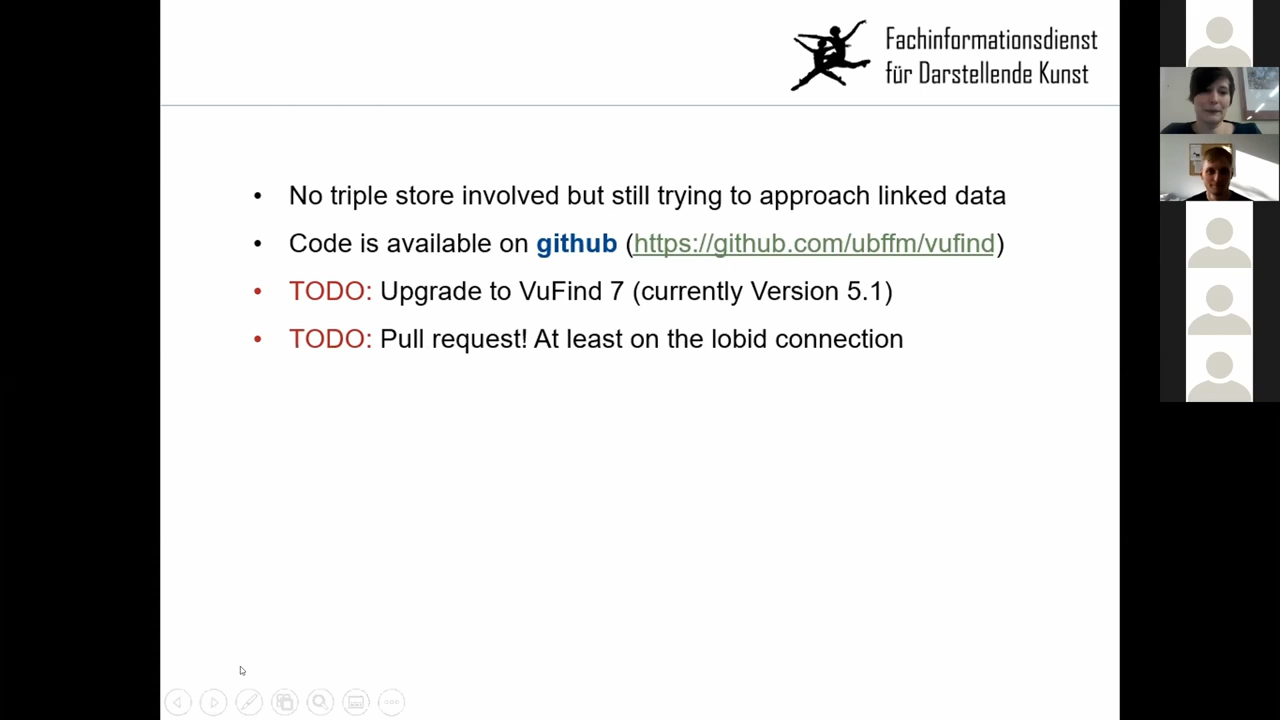 Fachinformationsdienst
für Darstellende Kunst
• No triple store involved but still trying to approach linked data
• Code is available on github (https://github.com/ubffm/vufind)
• TODO: Upgrade to VuFind 7 (currently Version 5.1)
• TODO: Pull request! At least on the lobid connection